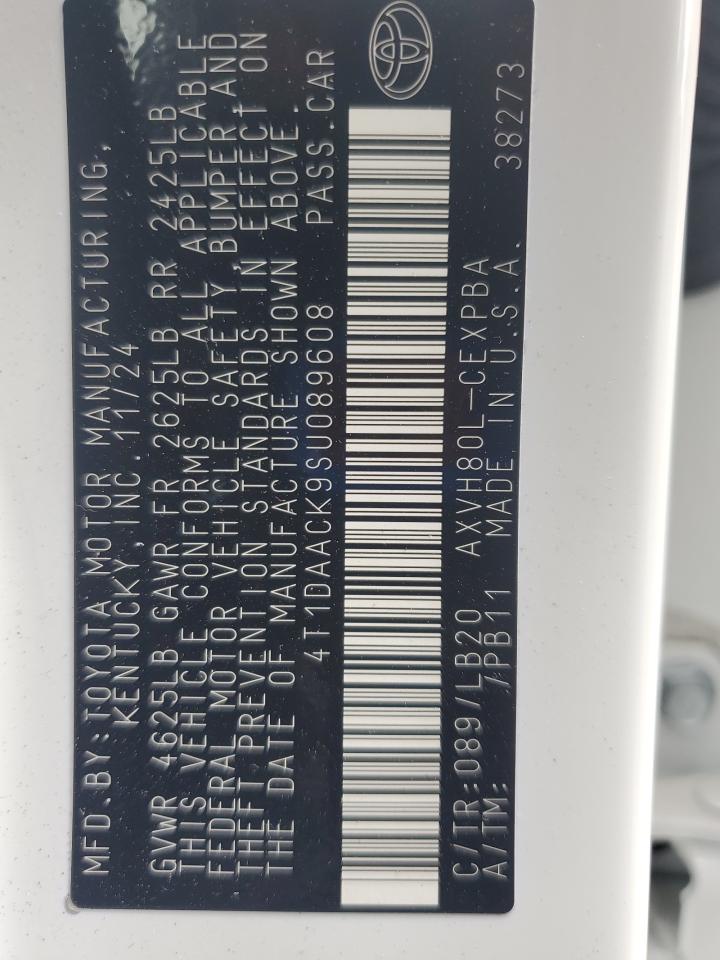 MFD.BY:TOYOTA MOTOR MANUFACTURING,
KENTUCKY, INC. 11/24
GVWR 4625LB GAWR FR 2625LB RR 2425LB
THIS VEHICLE CONFORMS TO ALL APPLICABLE
FEDERAL MOTOR VEHICLE SAFETY, BUMPER, AND
THEFT PREVENTION STANDARDS IN EFFECT ON
THE DATE OF MANUFACTURE SHOWN ABOVE.
4T1DAACK9SU089608 PASS.CAR
C/TR:089/LB20 AXVH80L-CEXPBA
A/TM: /PB11 MADE IN U.S.A. 38273